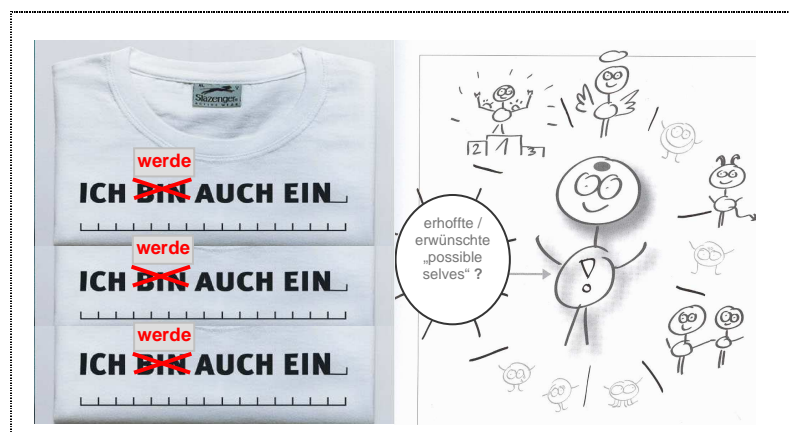 Slazenger
werde
ICH BIN AUCH EIN
werde
ICH BIN AUCH EIN
werde
ICH BIN AUCH EIN
2 1 3
erhoffte /
erwünschte
„possible
selves“ ?
!